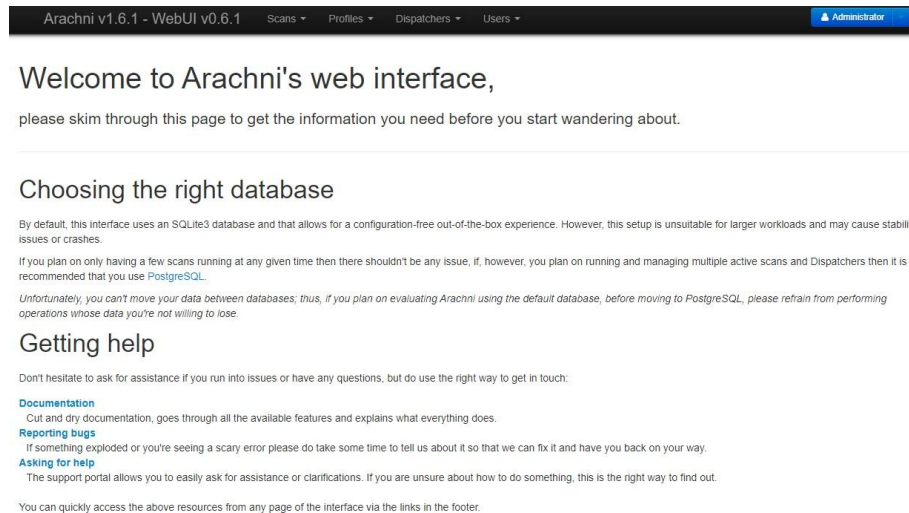 Arachni v1.6.1 - WebUI v0.6.1 Scans Profiles Dispatchers Users Administrator
Welcome to Arachni's web interface,
please skim through this page to get the information you need before you start wandering about.
Choosing the right database
By default, this interface uses an SQLite3 database and that allows for a configuration-free out-of-the-box experience. However, this setup is unsuitable for larger workloads and may cause stabili
issues or crashes.
If you plan on only having a few scans running at any given time then there shouldn't be any issue, if, however, you plan on running and managing multiple active scans and Dispatchers then it is
recommended that you use PostgreSQL.
Unfortunately, you can't move your data between databases; thus, if you plan on evaluating Arachni using the default database, before moving to PostgreSQL, please refrain from performing
operations whose data you're not willing to lose.
Getting help
Don't hesitate to ask for assistance if you run into issues or have any questions, but do use the right way to get in touch:
Documentation
Cut and dry documentation, goes through all the available features and explains what everything does.
Reporting bugs
If something exploded or you're seeing a scary error please do take some time to tell us about it so that we can fix it and have you back on your way.
Asking for help
The support portal allows you to easily ask for assistance or clarifications. If you are unsure about how to do something, this is the right way to find out.
You can quickly access the above resources from any page of the interface via the links in the footer.